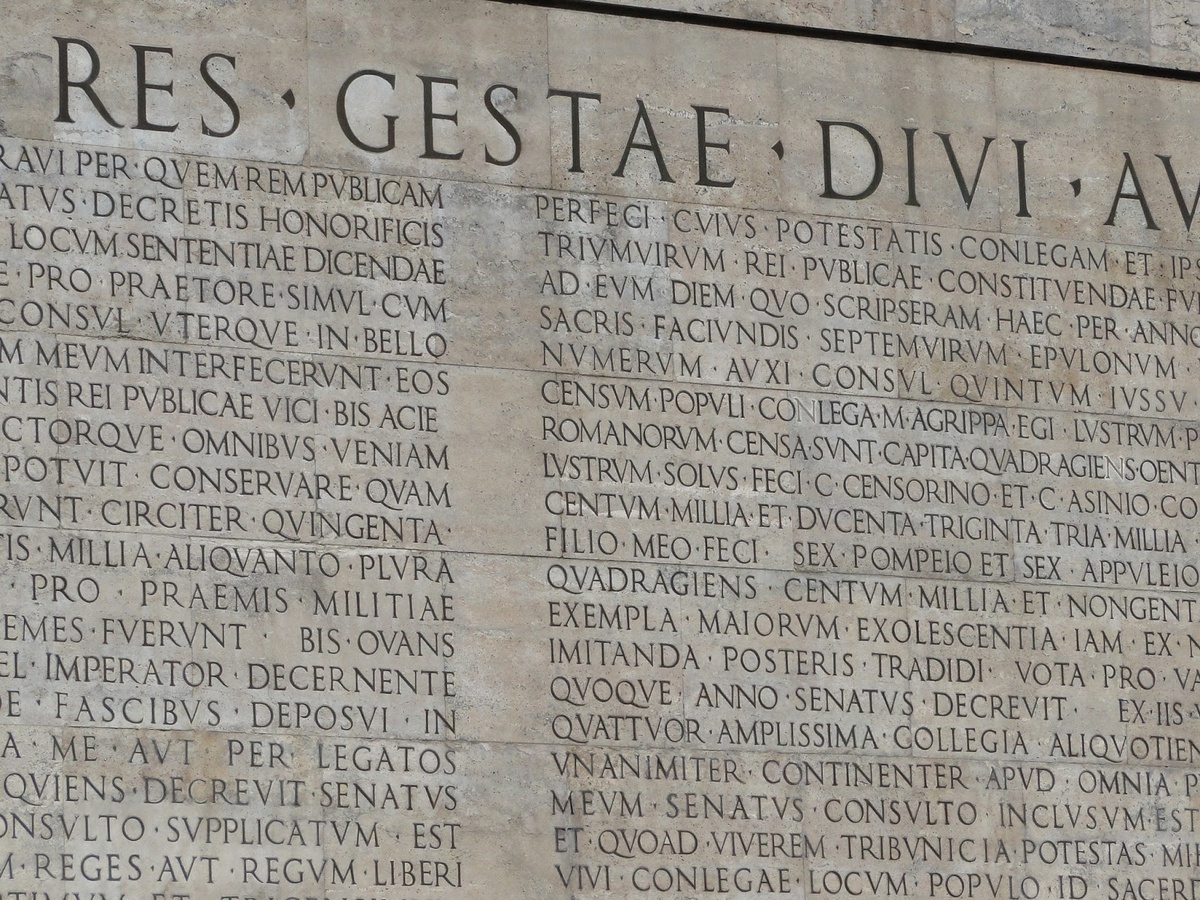 RES · GESTAE · DIVI · AV
RAVI PER · QVEM REM PVBLICAM
ATVS · DECRETIS HONORIFICIS
LOCVM SENTENTIAE DICENDAE
E · PRO · PRAETORE · SIMVL · CVM
CONSVL · VTERQVE · IN · BELLO
M MEVM INTERFECERVNT · EOS
NTIS REI PVBLICAE VICI · BIS ACIE
CTORQVE · OMNIBVS · VENIAM
POTVIT · CONSERVARE · QVAM
RVNT · CIRCITER · QVINGENTA ·
TIS · MILLIA · ALIQVANTO · PLVRA
· PRO · PRAEMIS · MILITIAE
EMES · FVERVNT · BIS · OVANS
EL · IMPERATOR · DECERNENTE
DE · FASCIBVS · DEPOSVI · IN
A · ME · AVT · PER · LEGATOS
QVIENS · DECREVIT · SENATVS
ONSVLTO · SVPPLICATVM · EST
M · REGES · AVT · REGVM · LIBERI
PERFECI · CVIVS · POTESTATIS · CONLEGAM · ET · IPS
TRIVMVIRVM · REI · PVBLICAE · CONSTITVENDAE · FVI
AD · EVM · DIEM · QVO · SCRIPSERAM · HAEC · PER · ANNO
SACRIS · FACIVNDIS · SEPTEMVIRVM · EPVLONVM ·
NVMERVM · AVXI · CONSVL · QVINTVM · IVSSV ·
CENSVM · POPVLI · CONLEGA · M · AGRIPPA · EGI · LVSTRVM · P
ROMANORVM · CENSA · SVNT · CAPITA · QVADRAGIENS · OENT
LVSTRVM · SOLVS · FECI · C · CENSORINO · ET · C · ASINIO · CO
CENTVM · MILLIA · ET · DVCENTA · TRIGINTA · TRIA · MILLIA ·
FILIO · MEO · FECI · SEX · POMPEIO ET · SEX · APPVLEIO
QVADRAGIENS · CENTVM · MILLIA · ET · NONGENT
EXEMPLA · MAIORVM · EXOLESCENTIA · IAM · EX · N
IMITANDA · POSTERIS · TRADIDI · VOTA · PRO · VA
QVOQVE · ANNO · SENATVS · DECREVIT · EX · IIS ·
QVATTVOR · AMPLISSIMA · COLLEGIA · ALIQVOTIEN
VNANIMITER · CONTINENTER · APVD · OMNIA · P
MEVM · SENATVS · CONSVLTO · INCLVSVM · EST
ET · QVOAD · VIVEREM · TRIBVNICIA · POTESTAS · MIH
VIVI · CONLEGAE · LOCVM · POPVLO · ID · SACERD